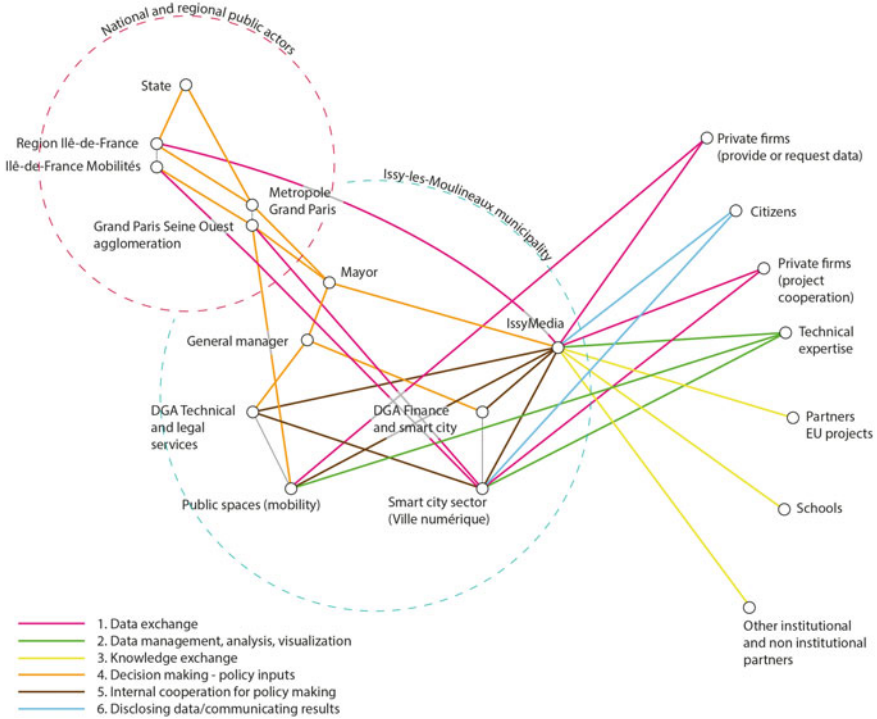 National and regional public actors
State
Region Ilê-de-France
Ilê-de-France Mobilités
Metropole
Grand Paris
Grand Paris Seine Ouest
agglomeration
Issy-les-Moulineaux municipality
Mayor
General manager
IssyMedia
DGA Technical
and legal
services
DGA Finance
and smart city
Public spaces (mobility)
Smart city sector
(Ville numérique)
Private firms
(provide or request data)
Citizens
Private firms
(project
cooperation)
Technical
expertise
Partners
EU projects
Schools
Other institutional
and non institutional
partners
1. Data exchange
2. Data management, analysis, visualization
3. Knowledge exchange
4. Decision making - policy inputs
5. Internal cooperation for policy making
6. Disclosing data/communicating results